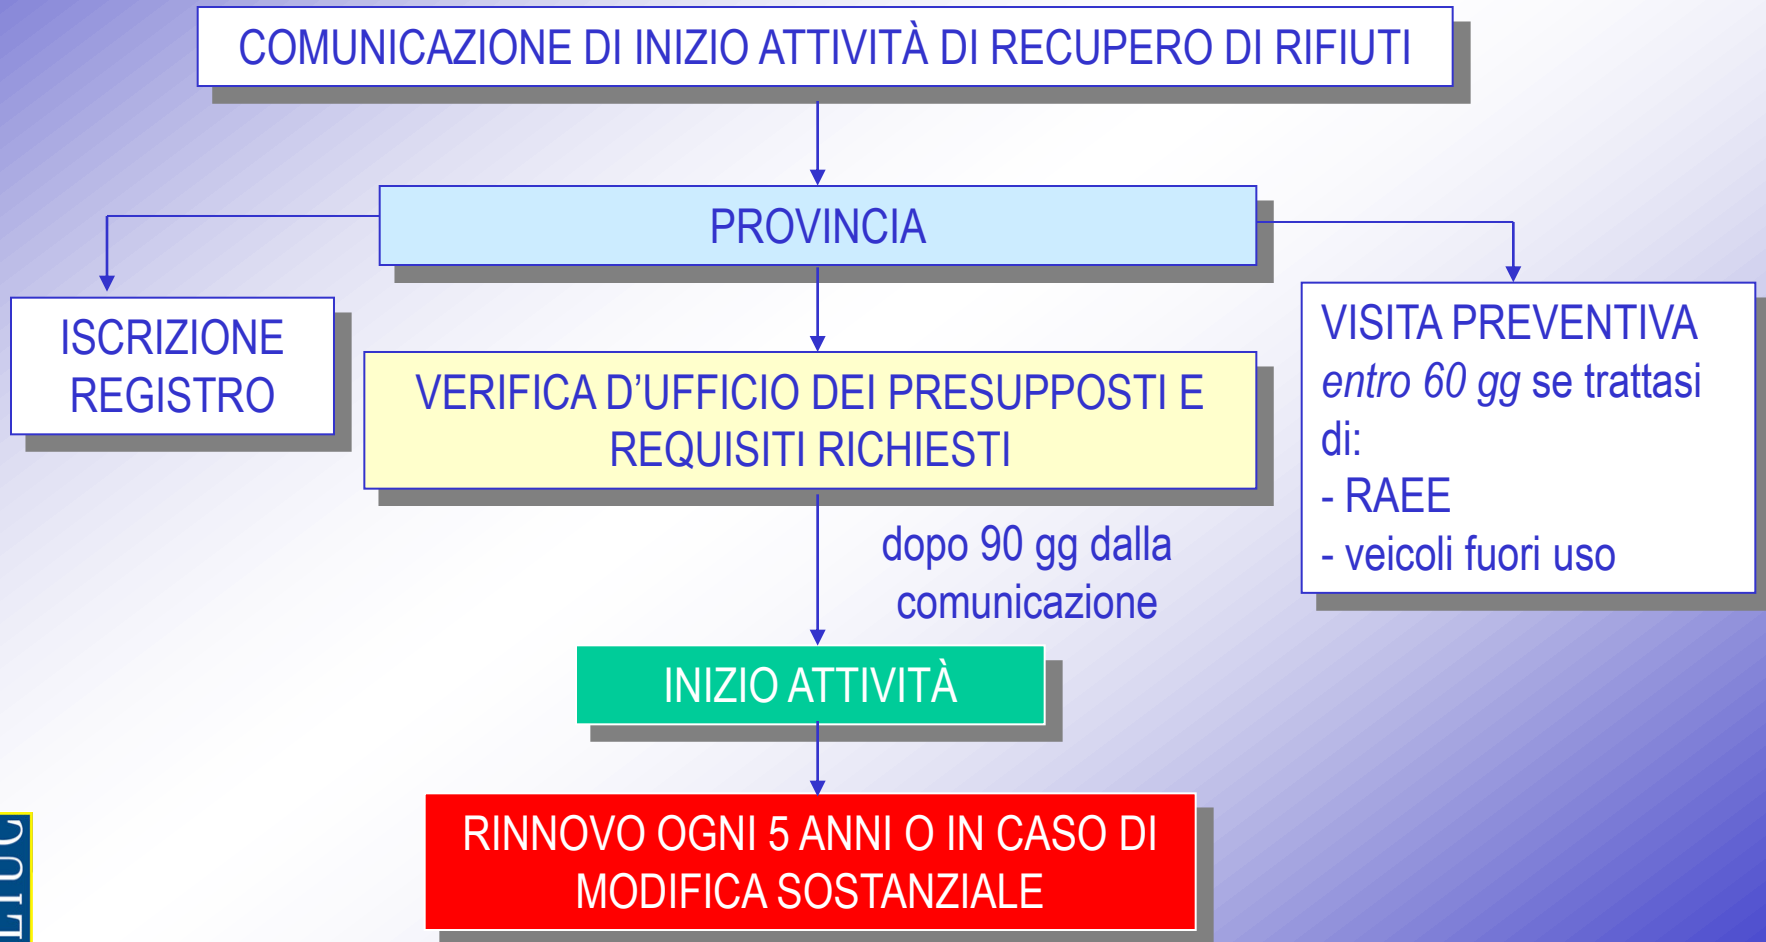 COMUNICAZIONE DI INIZIO ATTIVITÀ DI RECUPERO DI RIFIUTI
PROVINCIA
ISCRIZIONE
REGISTRO
VERIFICA D’UFFICIO DEI PRESUPPOSTI E
REQUISITI RICHIESTI
VISITA PREVENTIVA
entro 60 gg se trattasi
di:
- RAEE
- veicoli fuori uso
dopo 90 gg dalla
comunicazione
INIZIO ATTIVITÀ
RINNOVO OGNI 5 ANNI O IN CASO DI
MODIFICA SOSTANZIALE